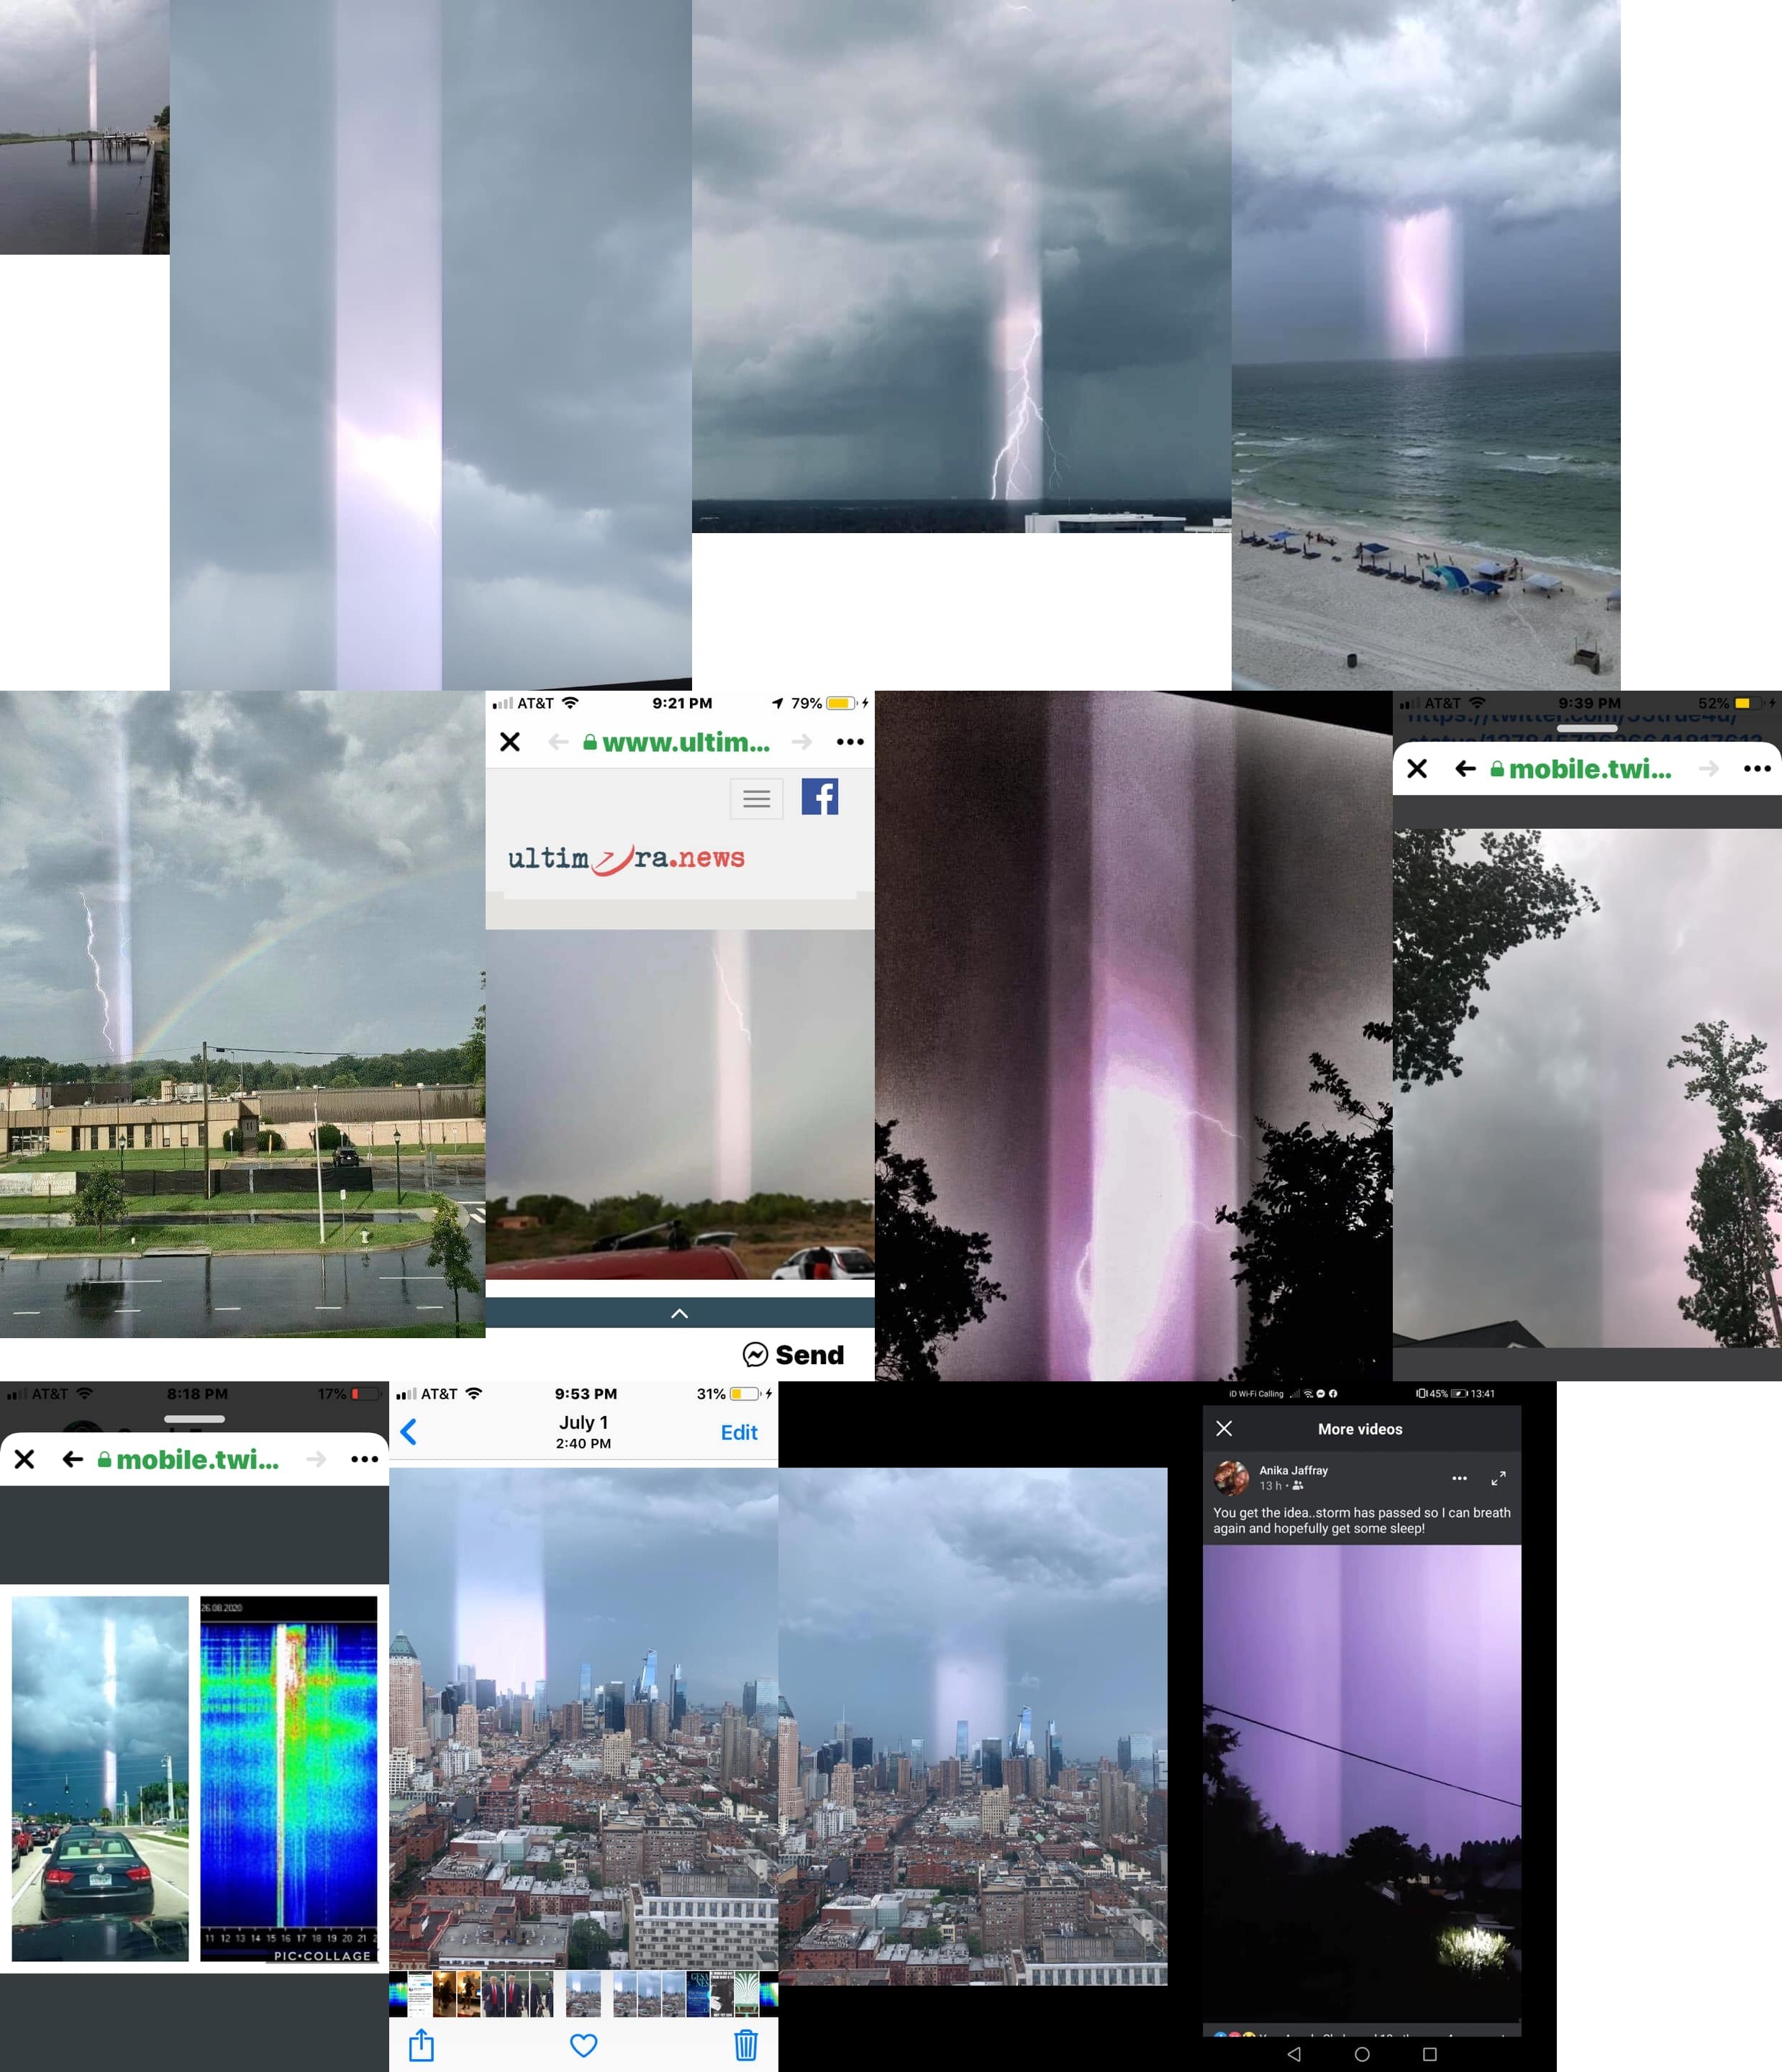 AT&T 9:21 PM 79%
www.ultim...
ultim ra.news
Send
AT&T 9:39 PM 52%
mobile.twi...
AT&T 8:18 PM 17%
mobile.twi...
26.08.2020
11 12 13 14 15 16 17 18 19 20 21 2
PIC•COLLAGE
AT&T 9:53 PM 31%
July 1
2:40 PM
Edit
iD Wi-Fi Calling 45% 13:41
More videos
Anika Jaffray
13 h
You get the idea..storm has passed so I can breath
again and hopefully get some sleep!